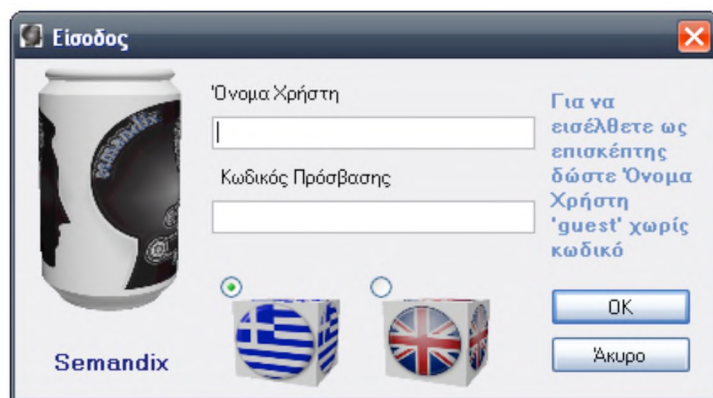 Είσοδος
Όνομα Χρήστη
Κωδικός Πρόσβασης
Για να
εισέλθετε ως
επισκέπτης
δώστε Όνομα
Χρήστη
'guest' χωρίς
κωδικό
OK
Άκυρο
semandix
Semandix